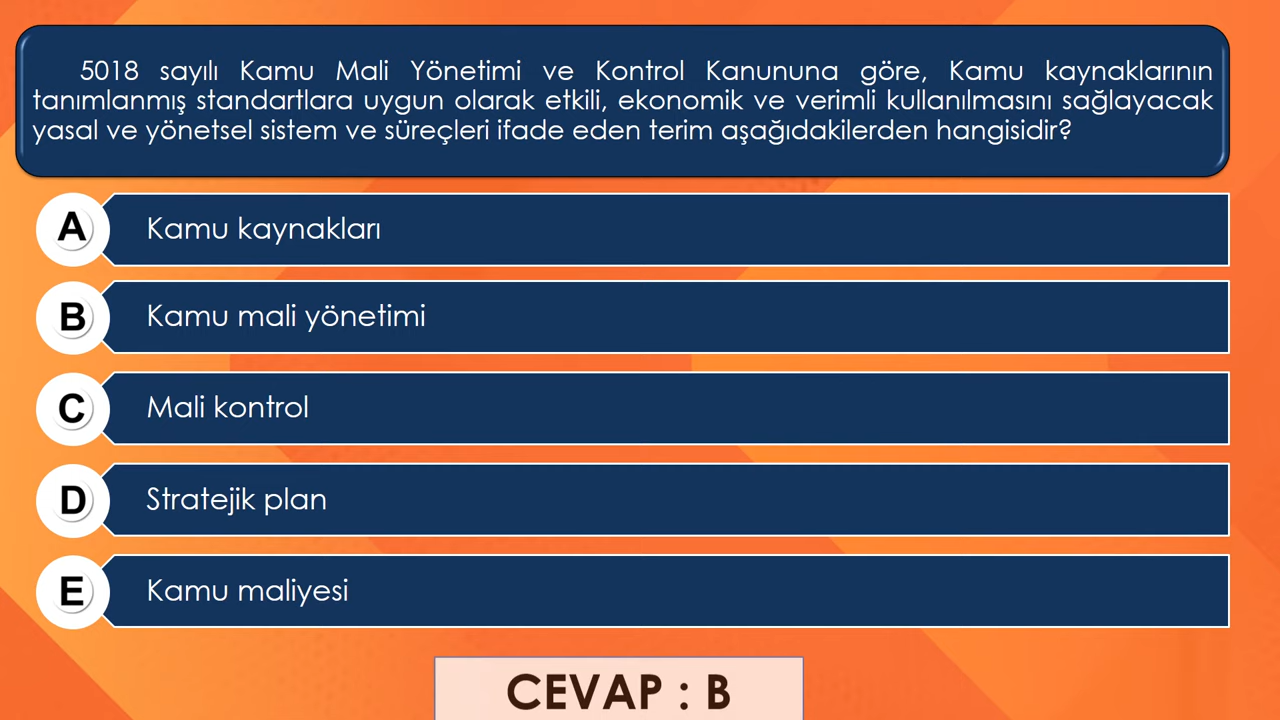 5018 sayılı Kamu Mali Yönetimi ve Kontrol Kanununa göre, Kamu kaynaklarının
tanımlanmış standartlara uygun olarak etkili, ekonomik ve verimli kullanılmasını sağlayacak
yasal ve yönetsel sistem ve süreçleri ifade eden terim aşağıdakilerden hangisidir?
A Kamu kaynakları
B Kamu mali yönetimi
C Mali kontrol
D Stratejik plan
E Kamu maliyesi
CEVAP : B